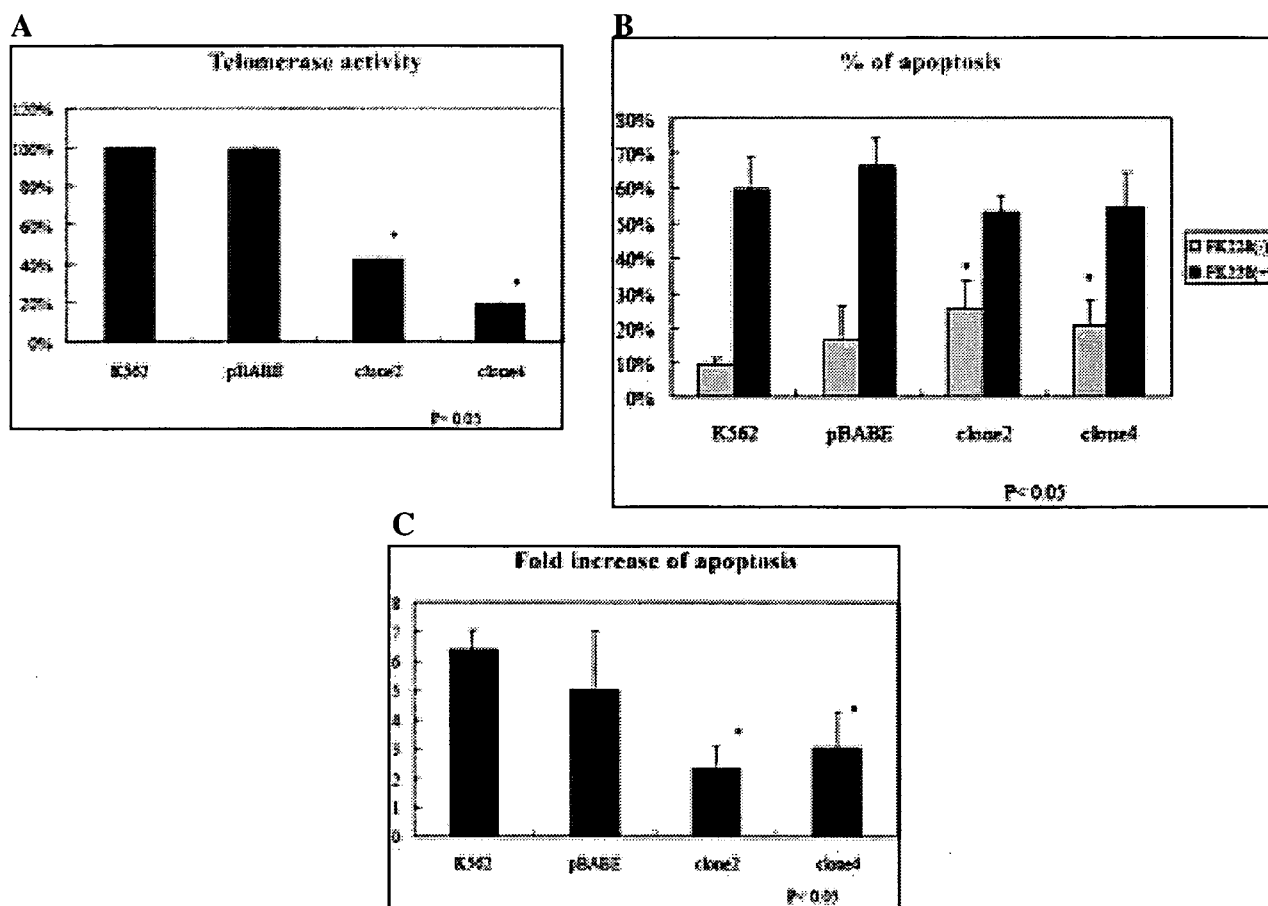 A
Telomerase activity
120%
100%
80%
60%
40%
20%
0%
K562
pBABE
clone2
clone4
P< 0.05
B
% of apoptosis
80%
70%
60%
50%
40%
30%
20%
10%
0%
K562
pBABE
clone2
clone4
FK228(-)
FK228(+)
P< 0.05
C
Fold increase of apoptosis
8
7
6
5
4
3
2
1
0
K562
pBABE
clone2
clone4
P< 0.05